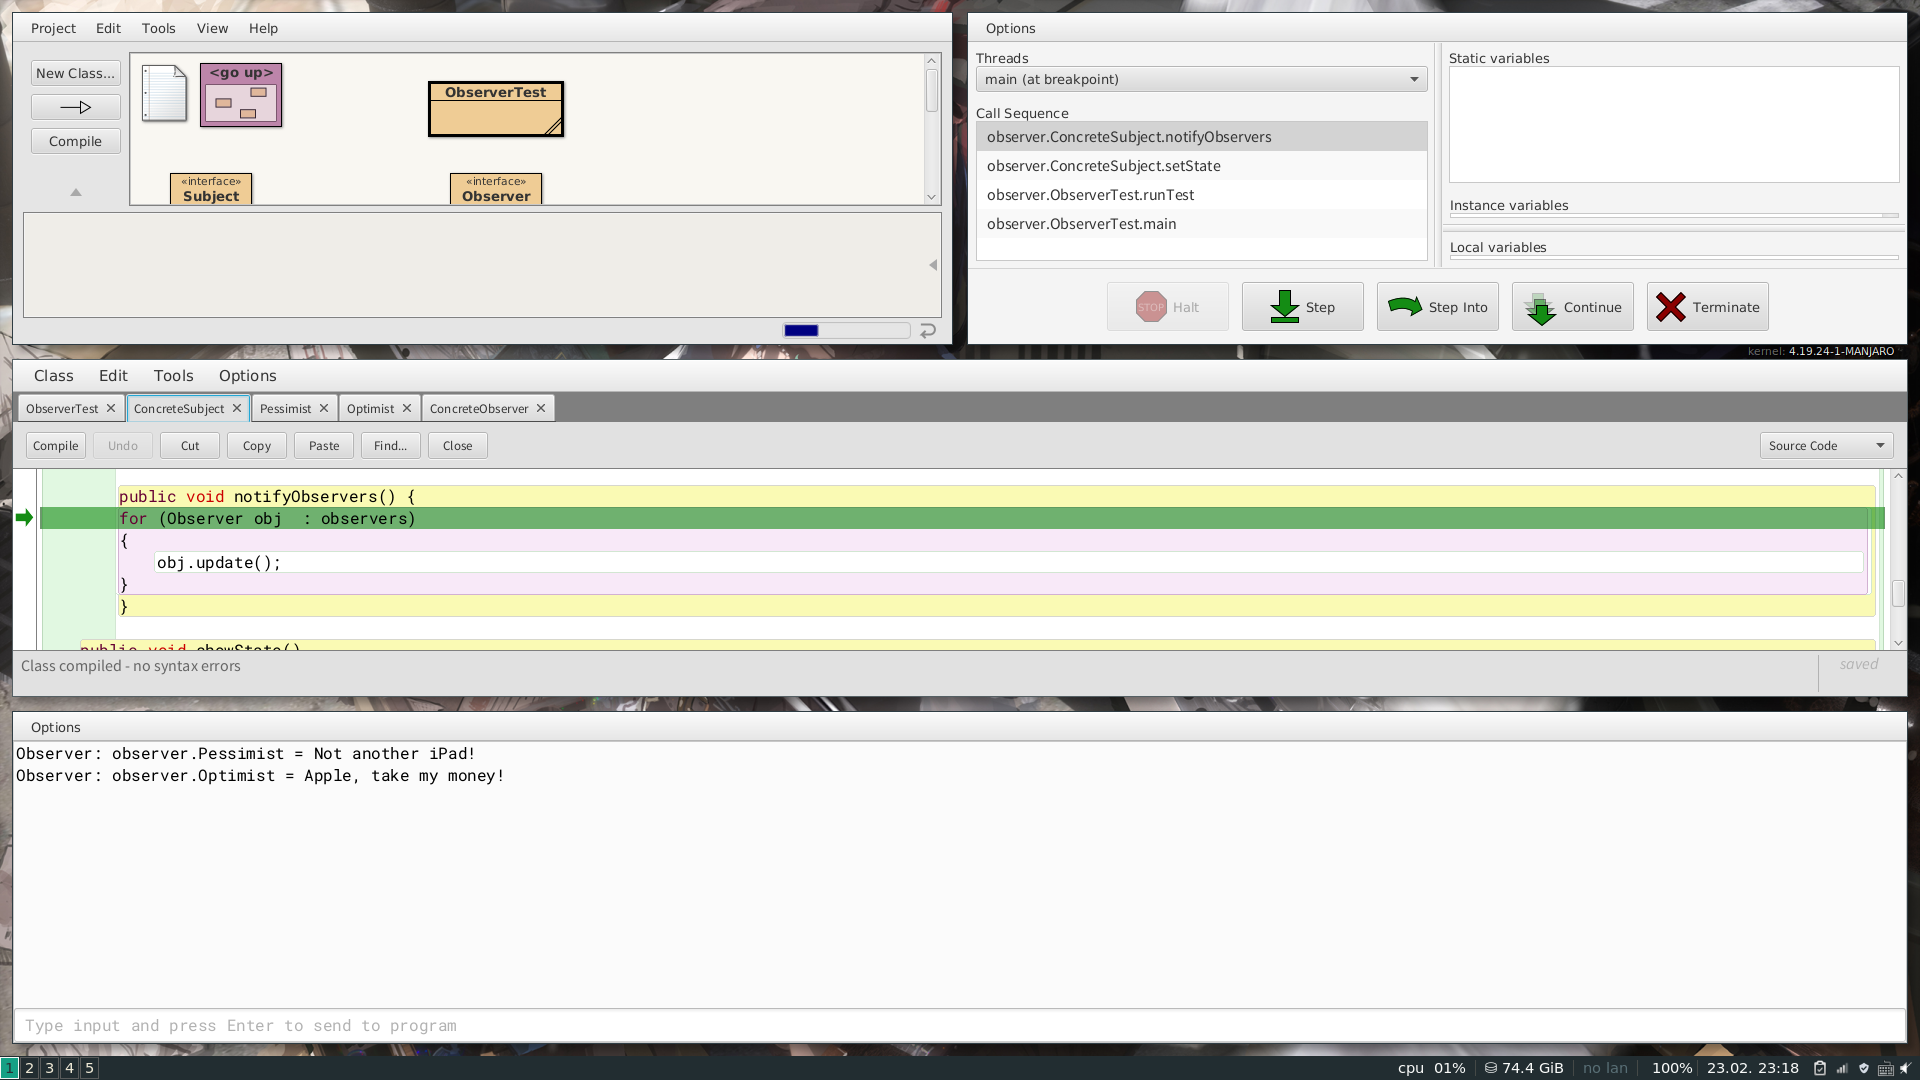 Project Edit Tools View Help
New Class...
Compile
<go up>
ObserverTest
«interface»
Subject
«interface»
Observer
Options
Threads
main (at breakpoint)
Call Sequence
observer.ConcreteSubject.notifyObservers
observer.ConcreteSubject.setState
observer.ObserverTest.runTest
observer.ObserverTest.main
Static variables
Instance variables
Local variables
STOP Halt Step Step Into Continue Terminate
kernel: 4.19.24-1-MANJARO
Class Edit Tools Options
ObserverTest ConcreteSubject Pessimist Optimist ConcreteObserver
Compile Undo Cut Copy Paste Find... Close Source Code
public void notifyObservers() {
for (Observer obj  : observers)
{
obj.update();
}
}
public void showState()
Class compiled - no syntax errors
saved
Options
Observer: observer.Pessimist = Not another iPad!
Observer: observer.Optimist = Apple, take my money!
Type input and press Enter to send to program
1 2 3 4 5 cpu 01% 74.4 GiB no lan 100% 23.02. 23:18